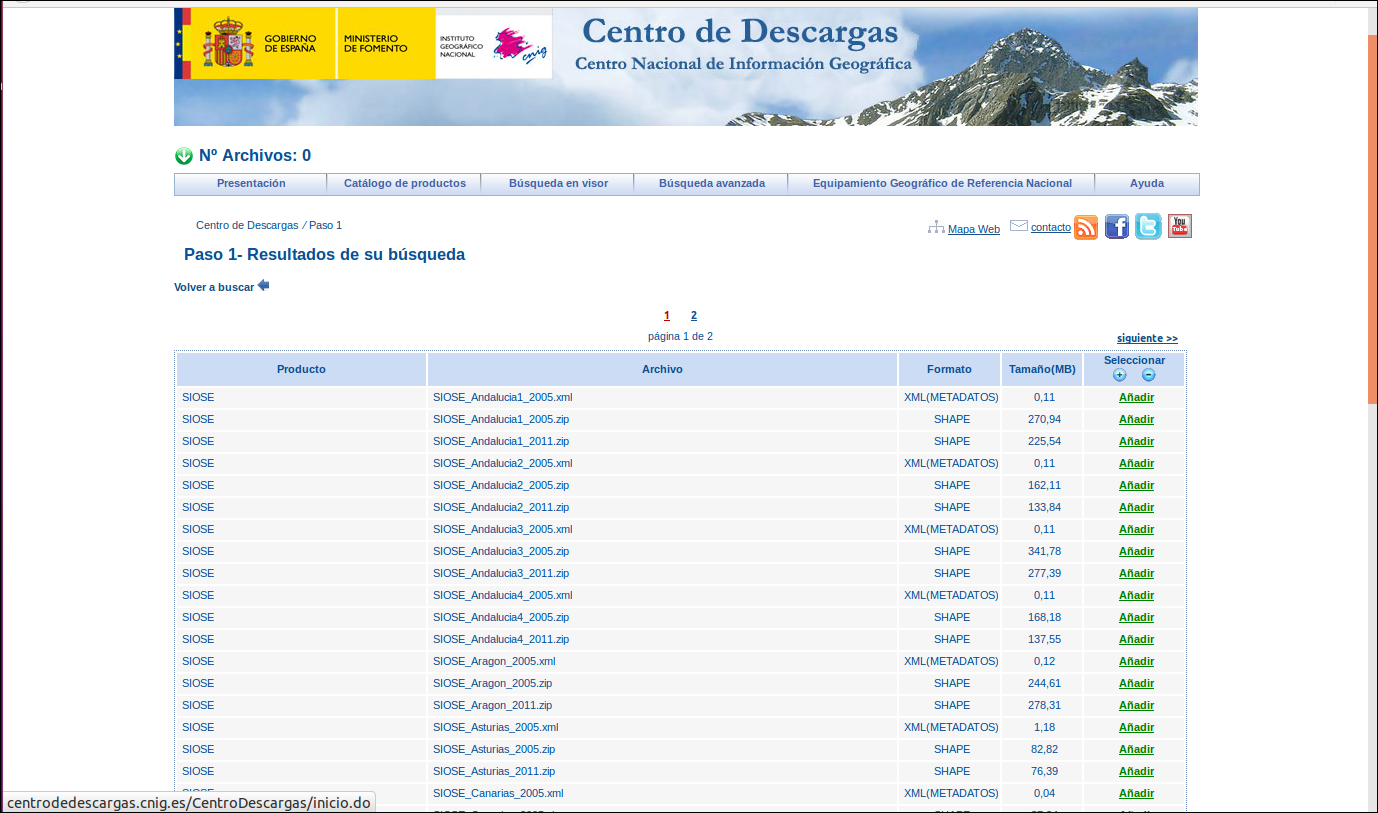 GOBIERNO
DE ESPAÑA
MINISTERIO
DE FOMENTO
INSTITUTO
GEOGRÁFICO
NACIONAL
cnig
Centro de Descargas
Centro Nacional de Información Geográfica
Nº Archivos: 0
Presentación Catálogo de productos Búsqueda en visor Búsqueda avanzada Equipamiento Geográfico de Referencia Nacional Ayuda
Centro de Descargas / Paso 1
Mapa Web contacto You Tube
Paso 1- Resultados de su búsqueda
Volver a buscar
1 2
página 1 de 2
siguiente >>
Producto Archivo Formato Tamaño(MB) Seleccionar
SIOSE SIOSE_Andalucia1_2005.xml XML(METADATOS) 0,11 Añadir
SIOSE SIOSE_Andalucia1_2005.zip SHAPE 270,94 Añadir
SIOSE SIOSE_Andalucia1_2011.zip SHAPE 225,54 Añadir
SIOSE SIOSE_Andalucia2_2005.xml XML(METADATOS) 0,11 Añadir
SIOSE SIOSE_Andalucia2_2005.zip SHAPE 162,11 Añadir
SIOSE SIOSE_Andalucia2_2011.zip SHAPE 133,84 Añadir
SIOSE SIOSE_Andalucia3_2005.xml XML(METADATOS) 0,11 Añadir
SIOSE SIOSE_Andalucia3_2005.zip SHAPE 341,78 Añadir
SIOSE SIOSE_Andalucia3_2011.zip SHAPE 277,39 Añadir
SIOSE SIOSE_Andalucia4_2005.xml XML(METADATOS) 0,11 Añadir
SIOSE SIOSE_Andalucia4_2005.zip SHAPE 168,18 Añadir
SIOSE SIOSE_Andalucia4_2011.zip SHAPE 137,55 Añadir
SIOSE SIOSE_Aragon_2005.xml XML(METADATOS) 0,12 Añadir
SIOSE SIOSE_Aragon_2005.zip SHAPE 244,61 Añadir
SIOSE SIOSE_Aragon_2011.zip SHAPE 278,31 Añadir
SIOSE SIOSE_Asturias_2005.xml XML(METADATOS) 1,18 Añadir
SIOSE SIOSE_Asturias_2005.zip SHAPE 82,82 Añadir
SIOSE SIOSE_Asturias_2011.zip SHAPE 76,39 Añadir
SIOSE_Canarias_2005.xml XML(METADATOS) 0,04 Añadir
centrodedescargas.cnig.es/CentroDescargas/inicio.do